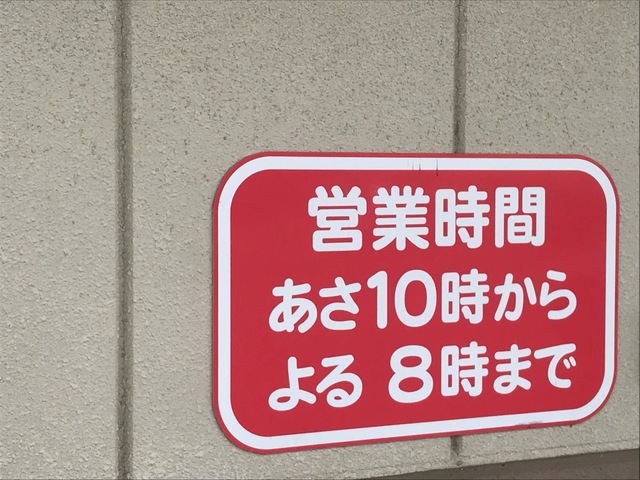 営業時間
あさ10時から
よる 8時まで